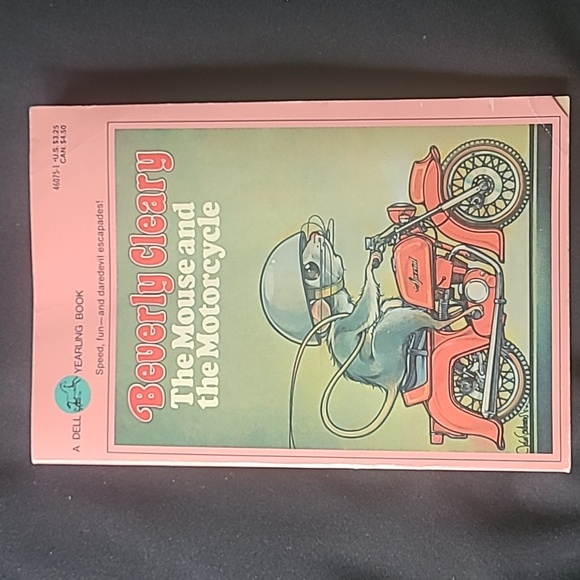 A DELL YEARLING BOOK
46075-1 • U.S. $3.25
CAN. $4.50
Speed, fun—and daredevil escapades!
Beverly Cleary
The Mouse and
the Motorcycle
Special